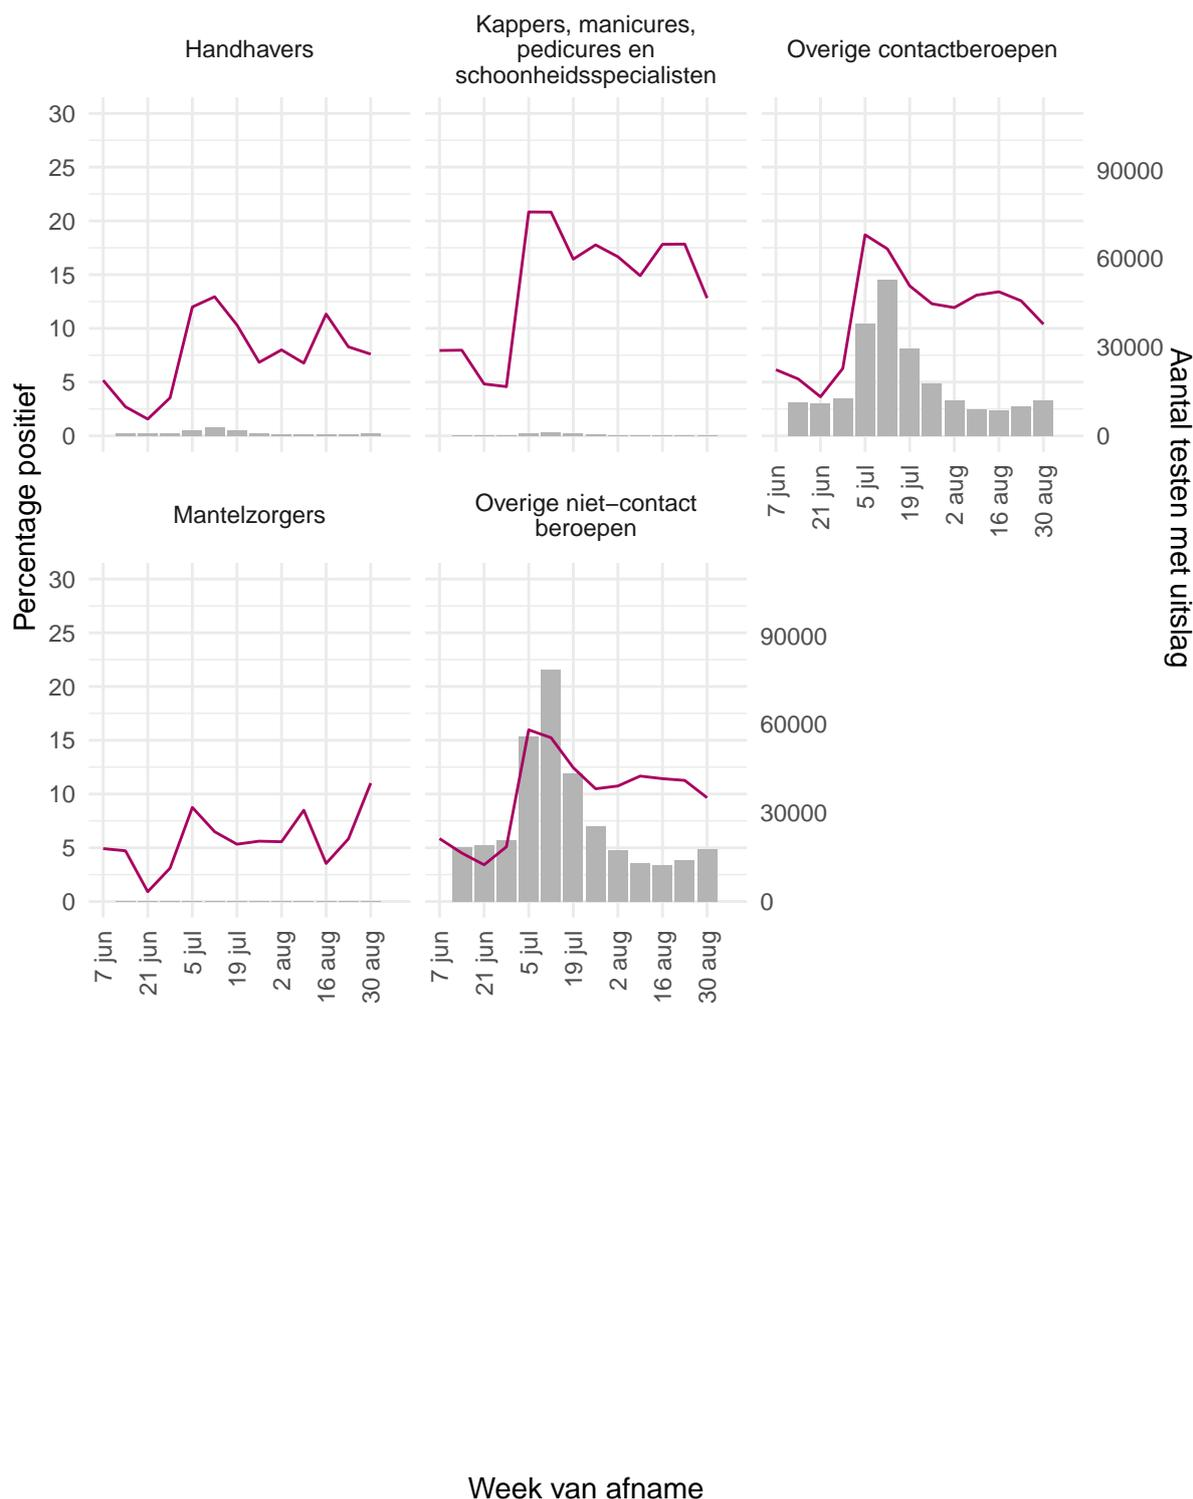 Handhavers
Kappers, manicures,
pedicures en
schoonheidsspecialisten
Overige contactberoepen
30
25
20
15
10
5
0
90000
60000
30000
0
7 jun
21 jun
5 jul
19 jul
2 aug
16 aug
30 aug
Percentage positief
Aantal testen met uitslag
Mantelzorgers
Overige niet−contact
beroepen
30
25
20
15
10
5
0
90000
60000
30000
0
7 jun
21 jun
5 jul
19 jul
2 aug
16 aug
30 aug
7 jun
21 jun
5 jul
19 jul
2 aug
16 aug
30 aug
Week van afname